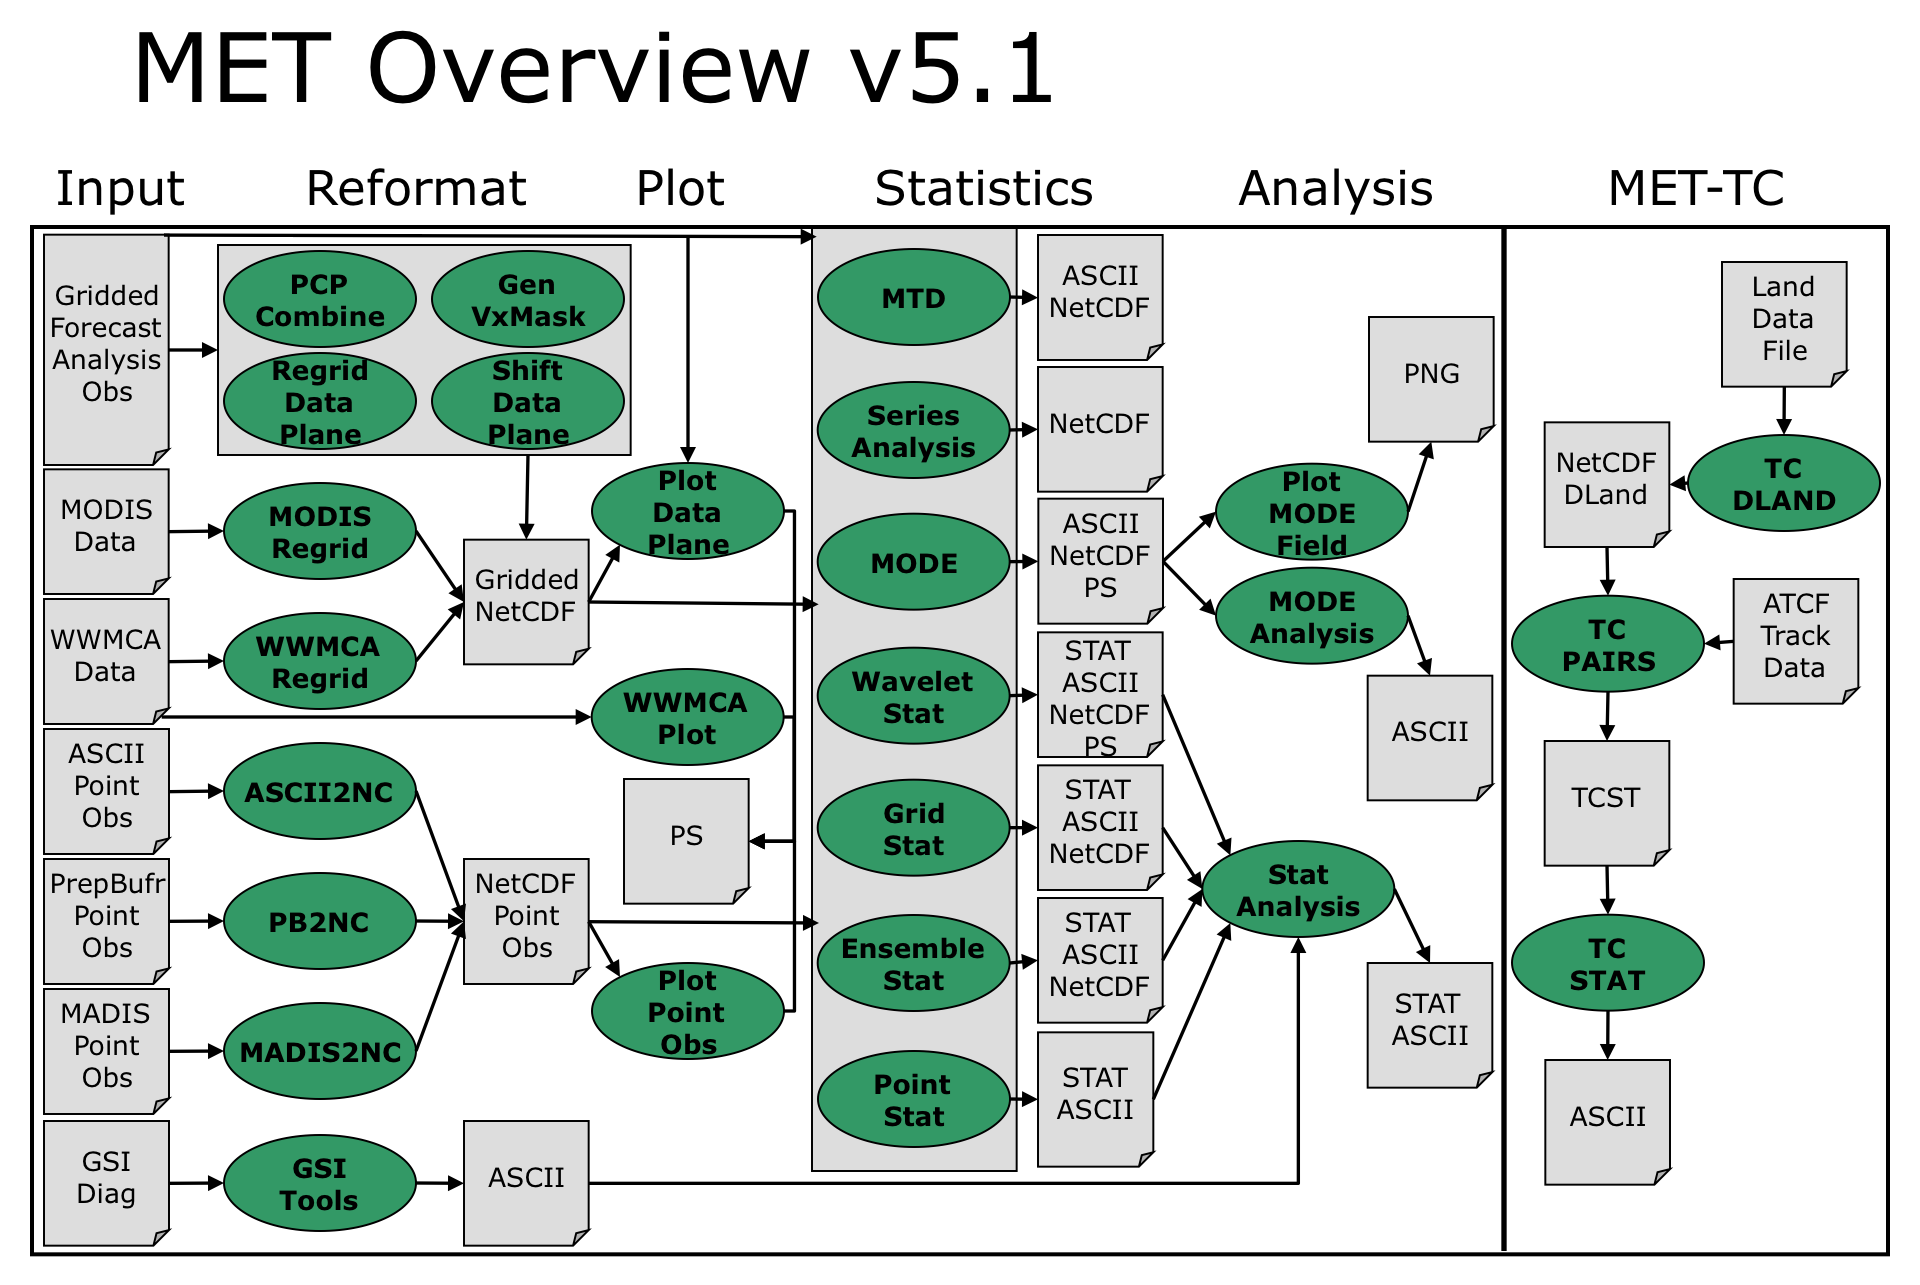 MET Overview v5.1
Input
Reformat
Plot
Statistics
Analysis
MET-TC
Gridded
Forecast
Analysis
Obs
MODIS
Data
WWMCA
Data
ASCII
Point
Obs
PrepBufr
Point
Obs
MADIS
Point
Obs
GSI
Diag
PCP
Combine
Gen
VxMask
Regrid
Data
Plane
Shift
Data
Plane
MODIS
Regrid
WWMCA
Regrid
ASCII2NC
PB2NC
MADIS2NC
GSI
Tools
Gridded
NetCDF
NetCDF
Point
Obs
ASCII
Plot
Data
Plane
WWMCA
Plot
PS
Plot
Point
Obs
MTD
Series
Analysis
MODE
Wavelet
Stat
Grid
Stat
Ensemble
Stat
Point
Stat
ASCII
NetCDF
NetCDF
ASCII
NetCDF
PS
STAT
ASCII
NetCDF
PS
STAT
ASCII
NetCDF
STAT
ASCII
NetCDF
STAT
ASCII
PNG
Plot
MODE
Field
MODE
Analysis
ASCII
Stat
Analysis
STAT
ASCII
Land
Data
File
NetCDF
DLand
TC
DLAND
TC
PAIRS
ATCF
Track
Data
TCST
TC
STAT
ASCII